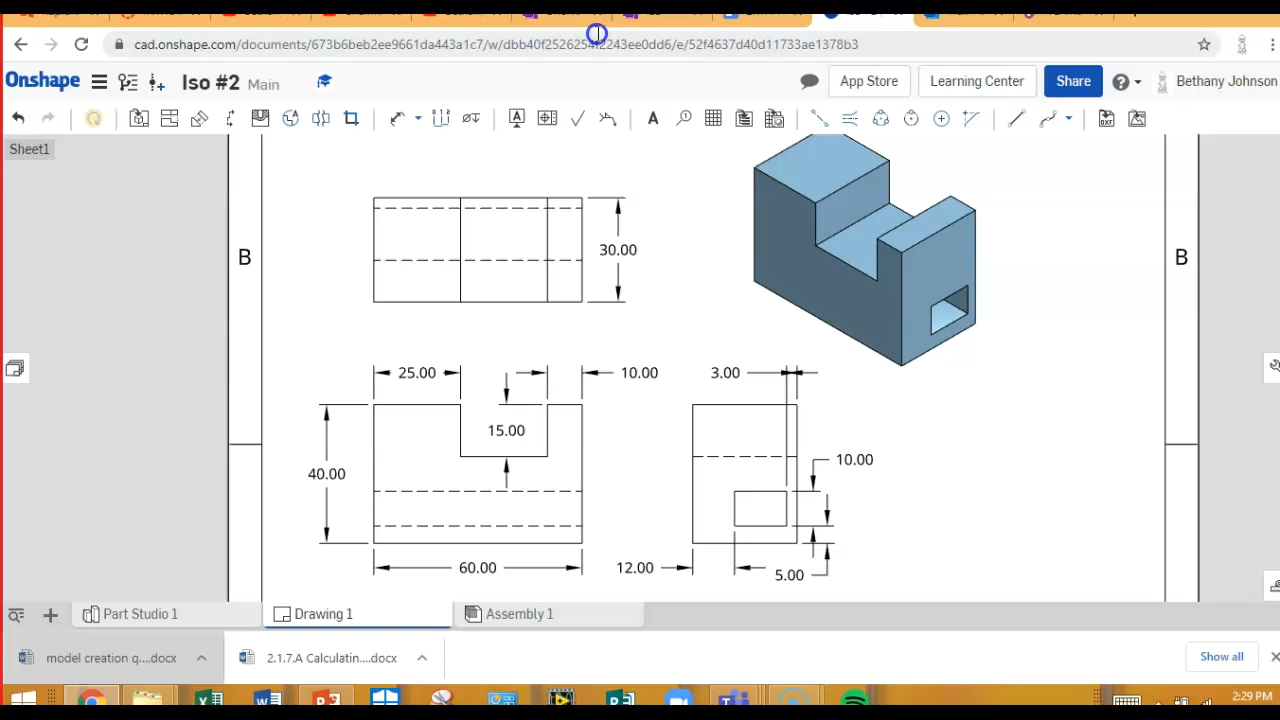 cad.onshape.com/documents/673b6beb2ee9661da443a1c7/w/dbb40f2526254f2243ee0dd6/e/52f4637d40d11733ae1378b3
Onshape Iso #2 Main App Store Learning Center Share Bethany Johnson
Sheet1
B
B
30.00
25.00
10.00
3.00
15.00
40.00
10.00
60.00
12.00
5.00
Part Studio 1 Drawing 1 Assembly 1
model creation q....docx 2.1.7.A Calculatin....docx Show all
2:29 PM